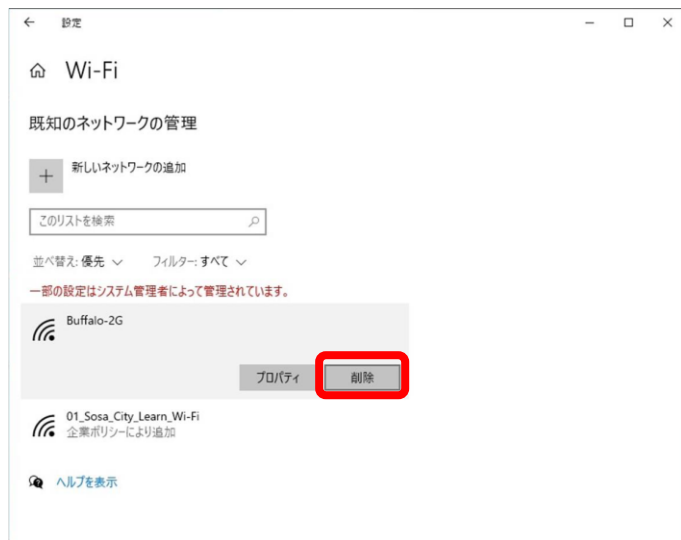 設定
Wi-Fi
既知のネットワークの管理
新しいネットワークの追加
このリストを検索
並べ替え: 優先 フィルター: すべて
一部の設定はシステム管理者によって管理されています。
Buffalo-2G
プロパティ 削除
01_Sosa_City_Learn_Wi-Fi
企業ポリシーにより追加
ヘルプを表示